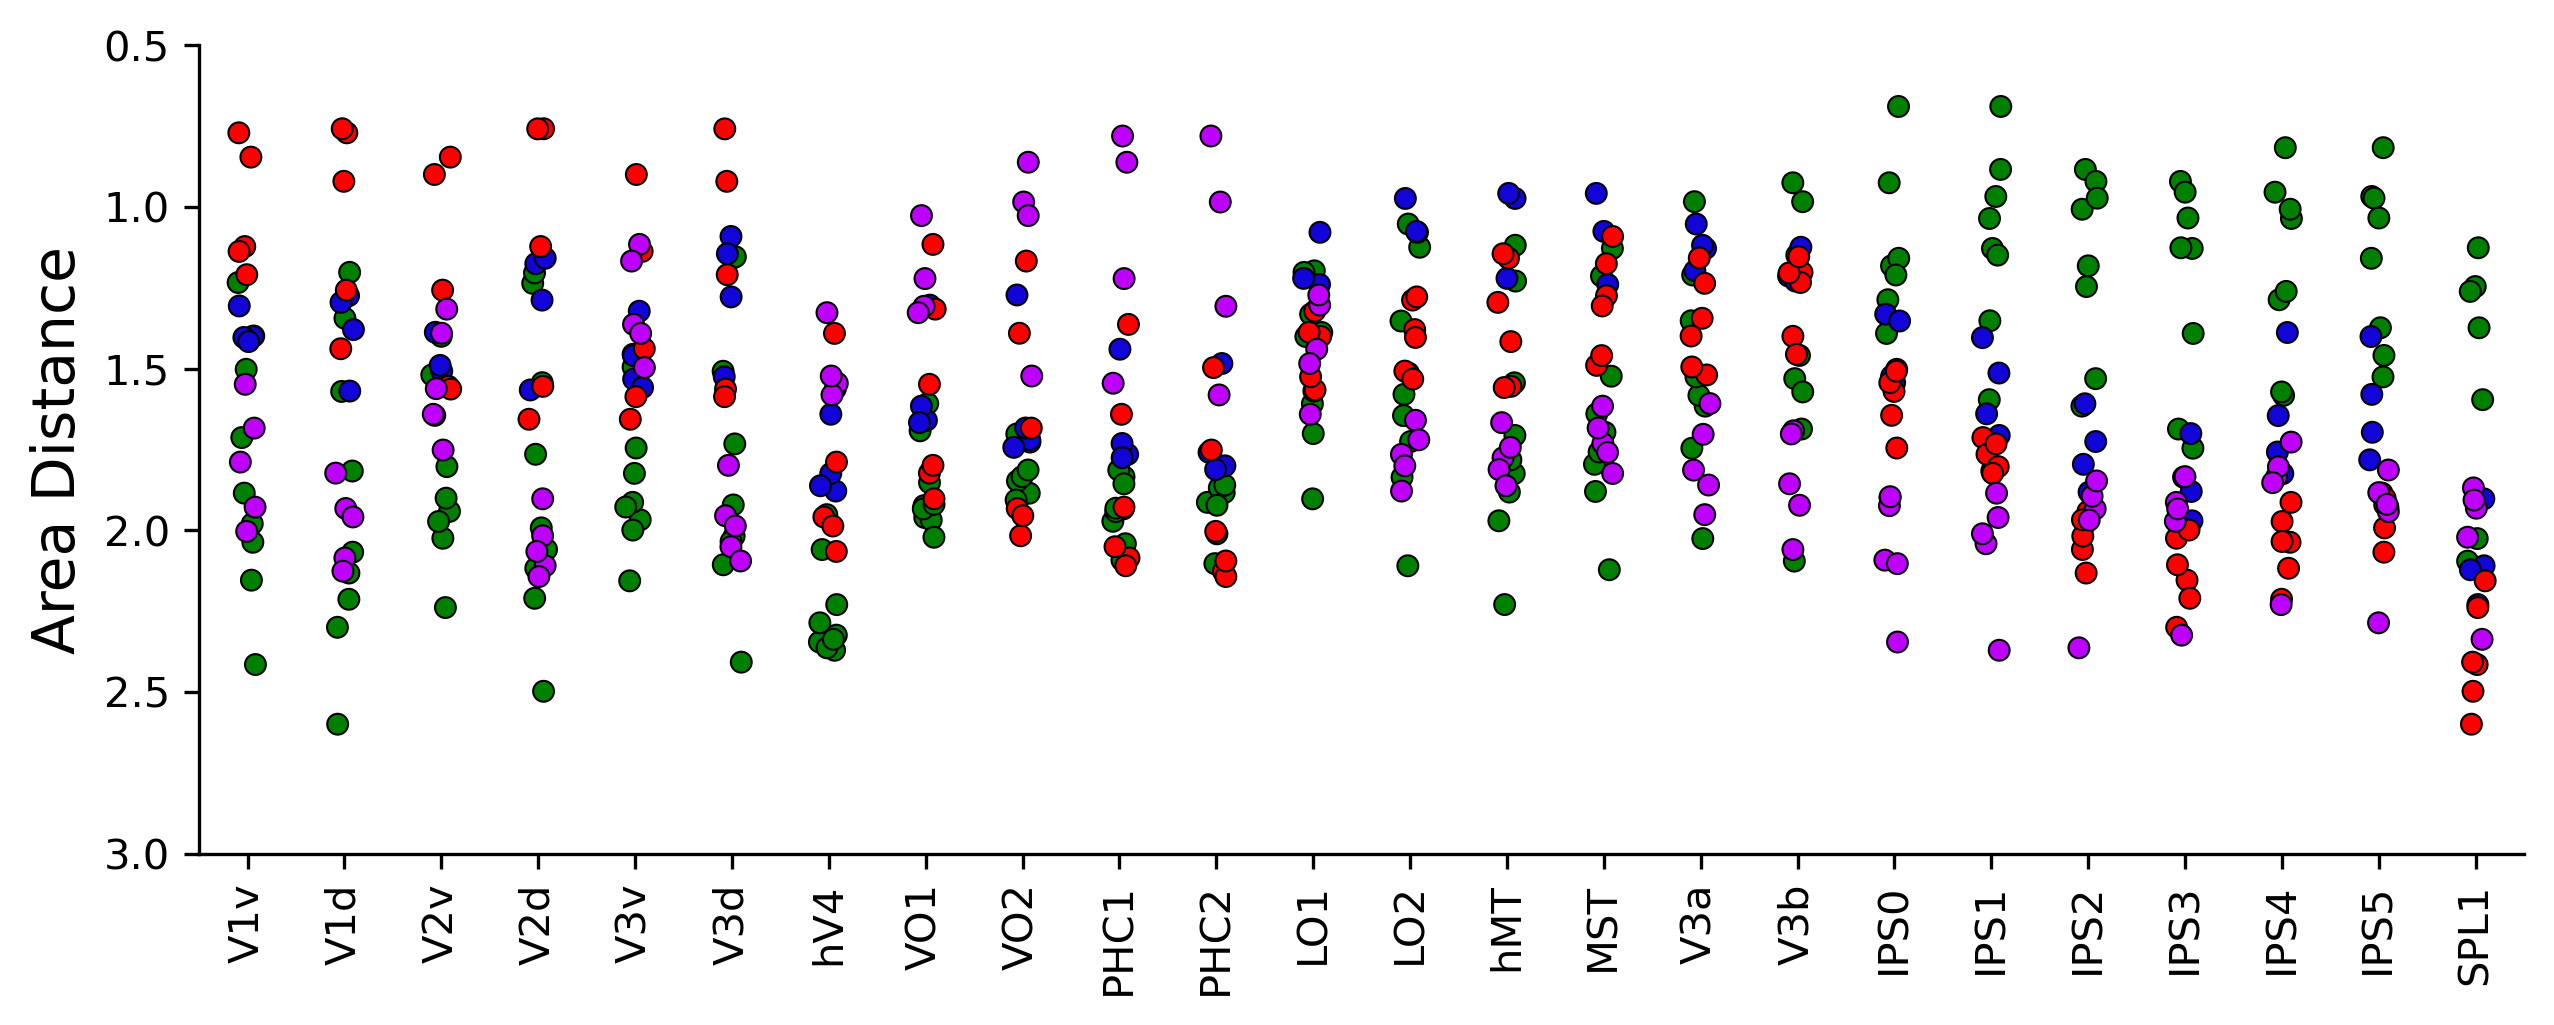 0.5
1.0
1.5
2.0
2.5
3.0
Area Distance
V1v
V1d
V2v
V2d
V3v
V3d
hV4
VO1
VO2
PHC1
PHC2
LO1
LO2
hMT
MST
V3a
V3b
IPS0
IPS1
IPS2
IPS3
IPS4
IPS5
SPL1